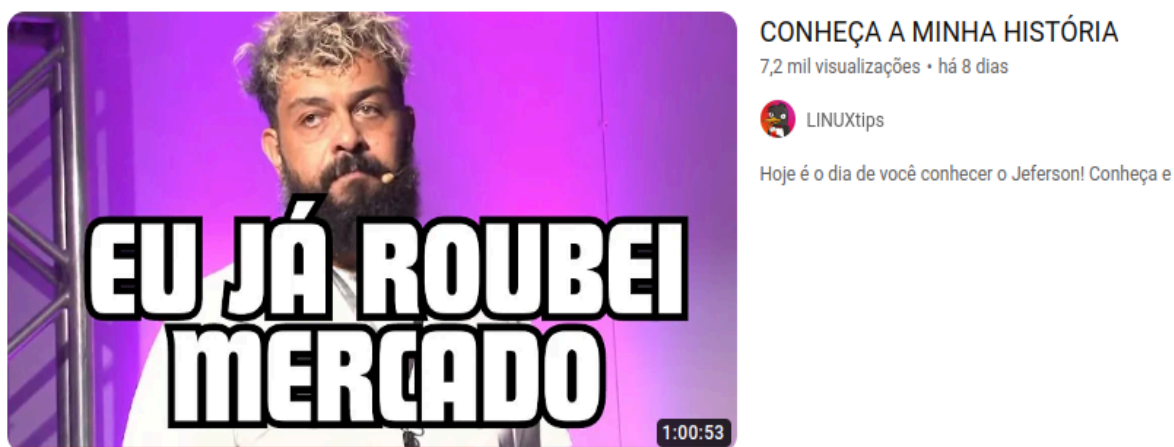 EU JÁ ROUBEI
MERCADO
1:00:53
CONHEÇA A MINHA HISTÓRIA
7,2 mil visualizações • há 8 dias
LINUXtips
Hoje é o dia de você conhecer o Jeferson! Conheça e